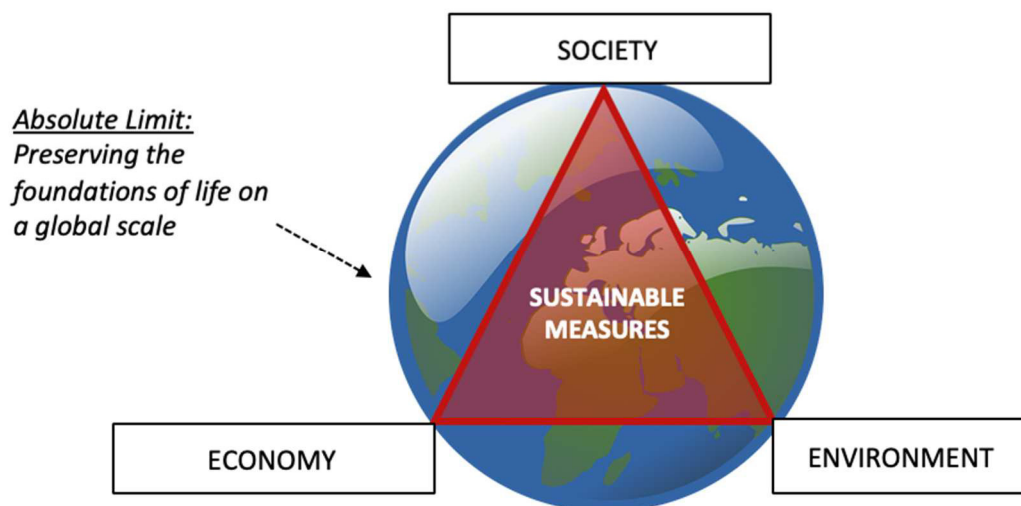 SOCIETY
Absolute Limit:
Preserving the
foundations of life on
a global scale
SUSTAINABLE
MEASURES
ECONOMY
ENVIRONMENT